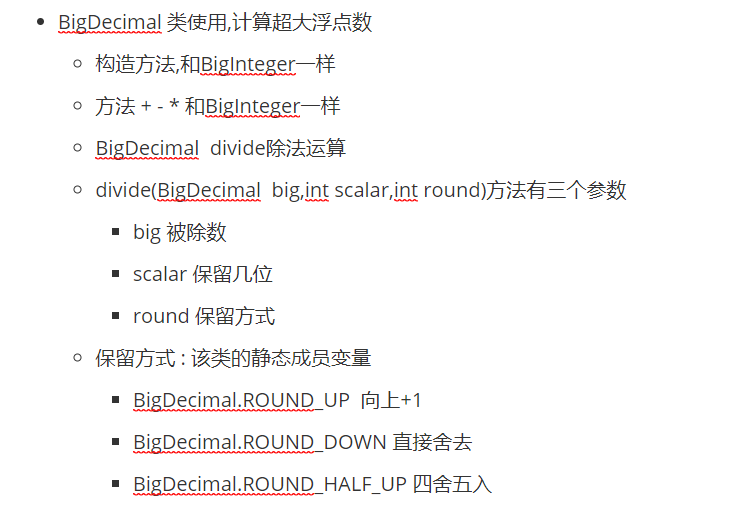 BigDecimal 类使用,计算超大浮点数
构造方法,和BigInteger一样
方法 + - * 和BigInteger一样
BigDecimal  divide除法运算
divide(BigDecimal  big,int scalar,int round)方法有三个参数
big 被除数
scalar 保留几位
round 保留方式
保留方式 : 该类的静态成员变量
BigDecimal.ROUND_UP  向上+1
BigDecimal.ROUND_DOWN 直接舍去
BigDecimal.ROUND_HALF_UP 四舍五入